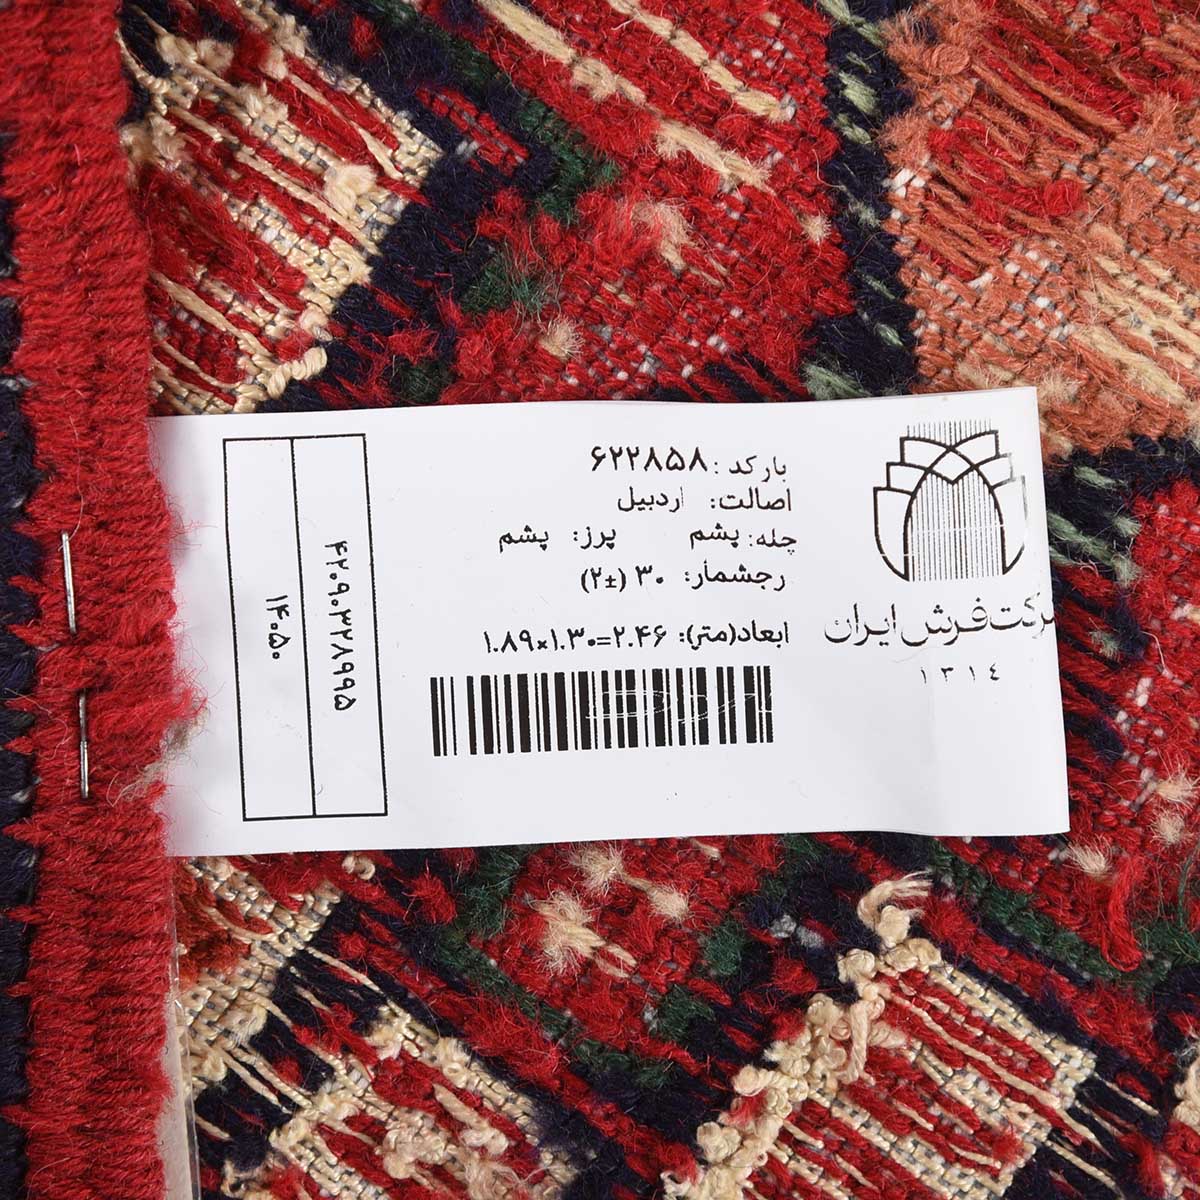 بارکد: ۶۲۲۸۵۸
اصالت: اردبیل
چله: پشم پرز: پشم
رجشمار: ۳۰ (±۲)
ابعاد(متر): ۱.۸۹×۱.۳۰=۲.۴۶
شرکت فرش ایران
۱۳۱۴
۴۲۰۹۰۳۲۸۹۹۵
۱۴۰۵۰